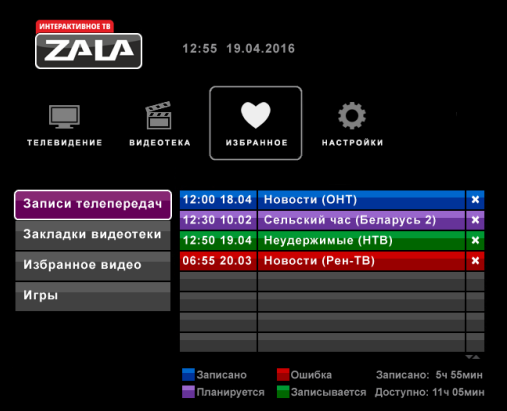 ИНТЕРАКТИВНОЕ ТВ
ZALA
12:55 19.04.2016
ТЕЛЕВИДЕНИЕ ВИДЕОТЕКА ИЗБРАННОЕ НАСТРОЙКИ
Записи телепередач
Закладки видеотеки
Избранное видео
Игры
12:00 18.04 Новости (ОНТ) ×
12:30 10.02 Сельский час (Беларусь 2) ×
12:50 19.04 Неудержимые (НТВ) ×
06:55 20.03 Новости (Рен-ТВ) ×
Записано Ошибка Записано: 5ч 55мин
Планируется Записывается Доступно: 11ч 05мин